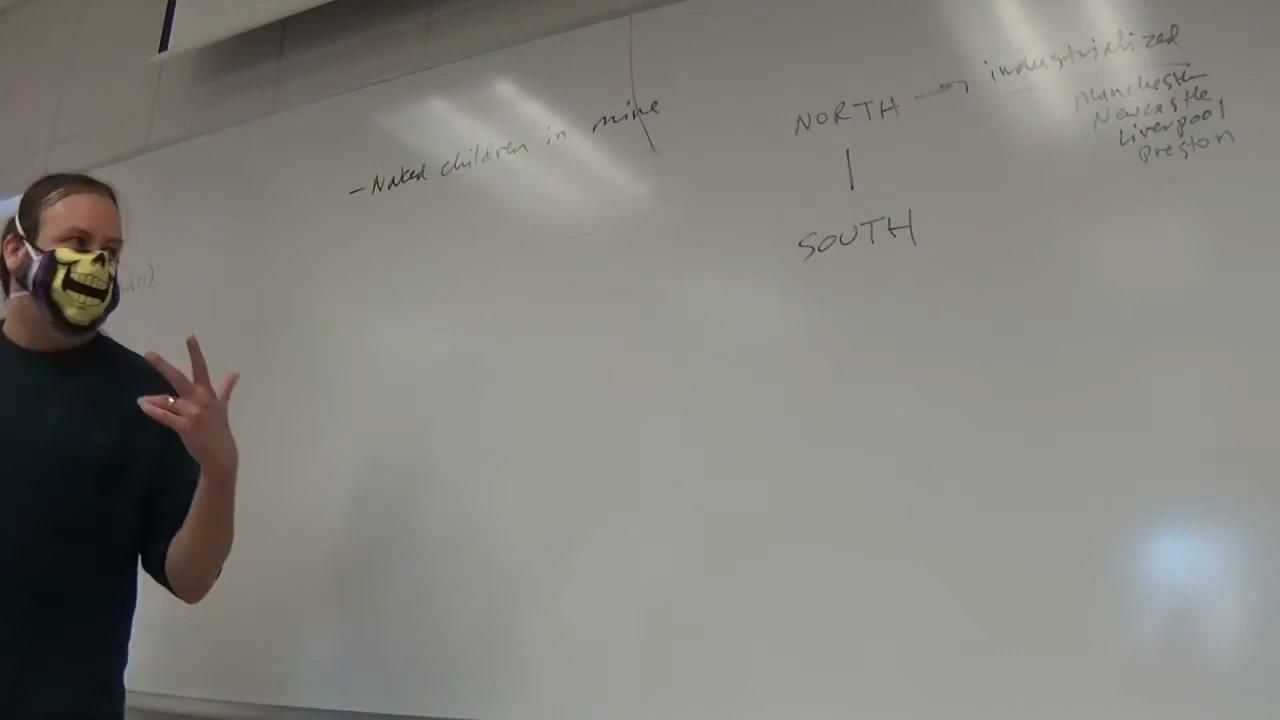 - Naked children in mine
NORTH → industrialized
Manchester
Newcastle
Liverpool
Preston
SOUTH